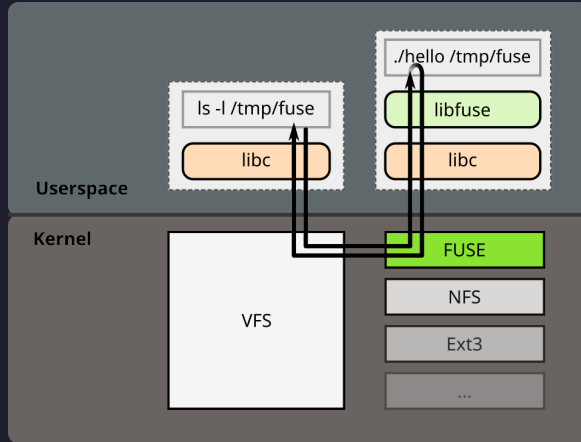 ./hello /tmp/fuse
ls -l /tmp/fuse
libfuse
libc
libc
Userspace
Kernel
FUSE
NFS
VFS
Ext3
...